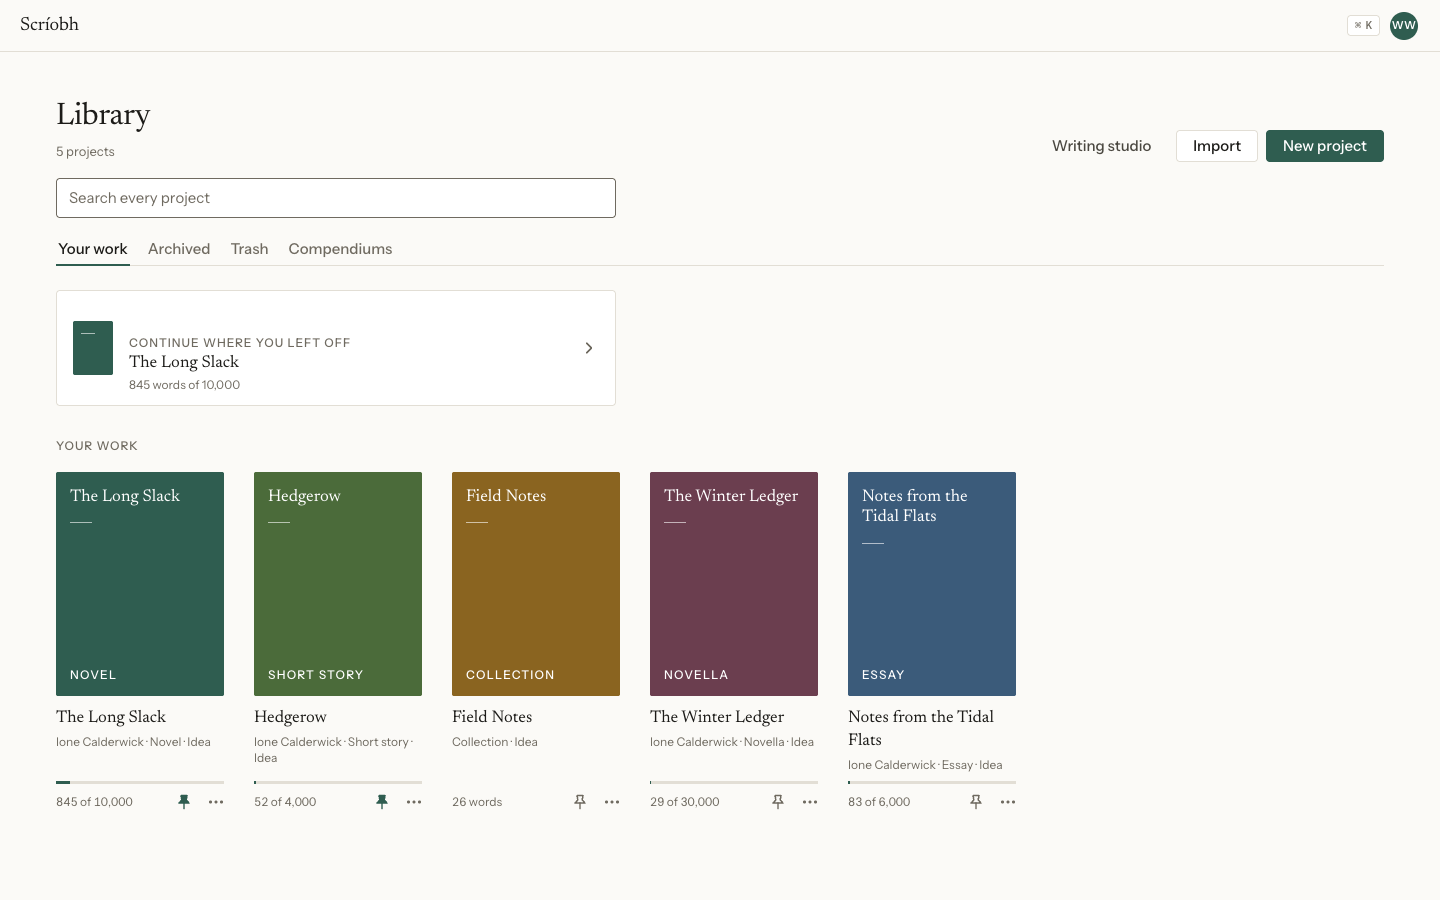 Scríobh
⌘ K
WW
Library
5 projects
Writing studio
Import
New project
Search every project
Your work
Archived
Trash
Compendiums
CONTINUE WHERE YOU LEFT OFF
The Long Slack
845 words of 10,000
YOUR WORK
The Long Slack
NOVEL
The Long Slack
Ione Calderwick · Novel · Idea
845 of 10,000
Hedgerow
SHORT STORY
Hedgerow
Ione Calderwick · Short story ·
Idea
52 of 4,000
Field Notes
COLLECTION
Field Notes
Collection · Idea
26 words
The Winter Ledger
NOVELLA
The Winter Ledger
Ione Calderwick · Novella · Idea
29 of 30,000
Notes from the
Tidal Flats
ESSAY
Notes from the Tidal
Flats
Ione Calderwick · Essay · Idea
83 of 6,000